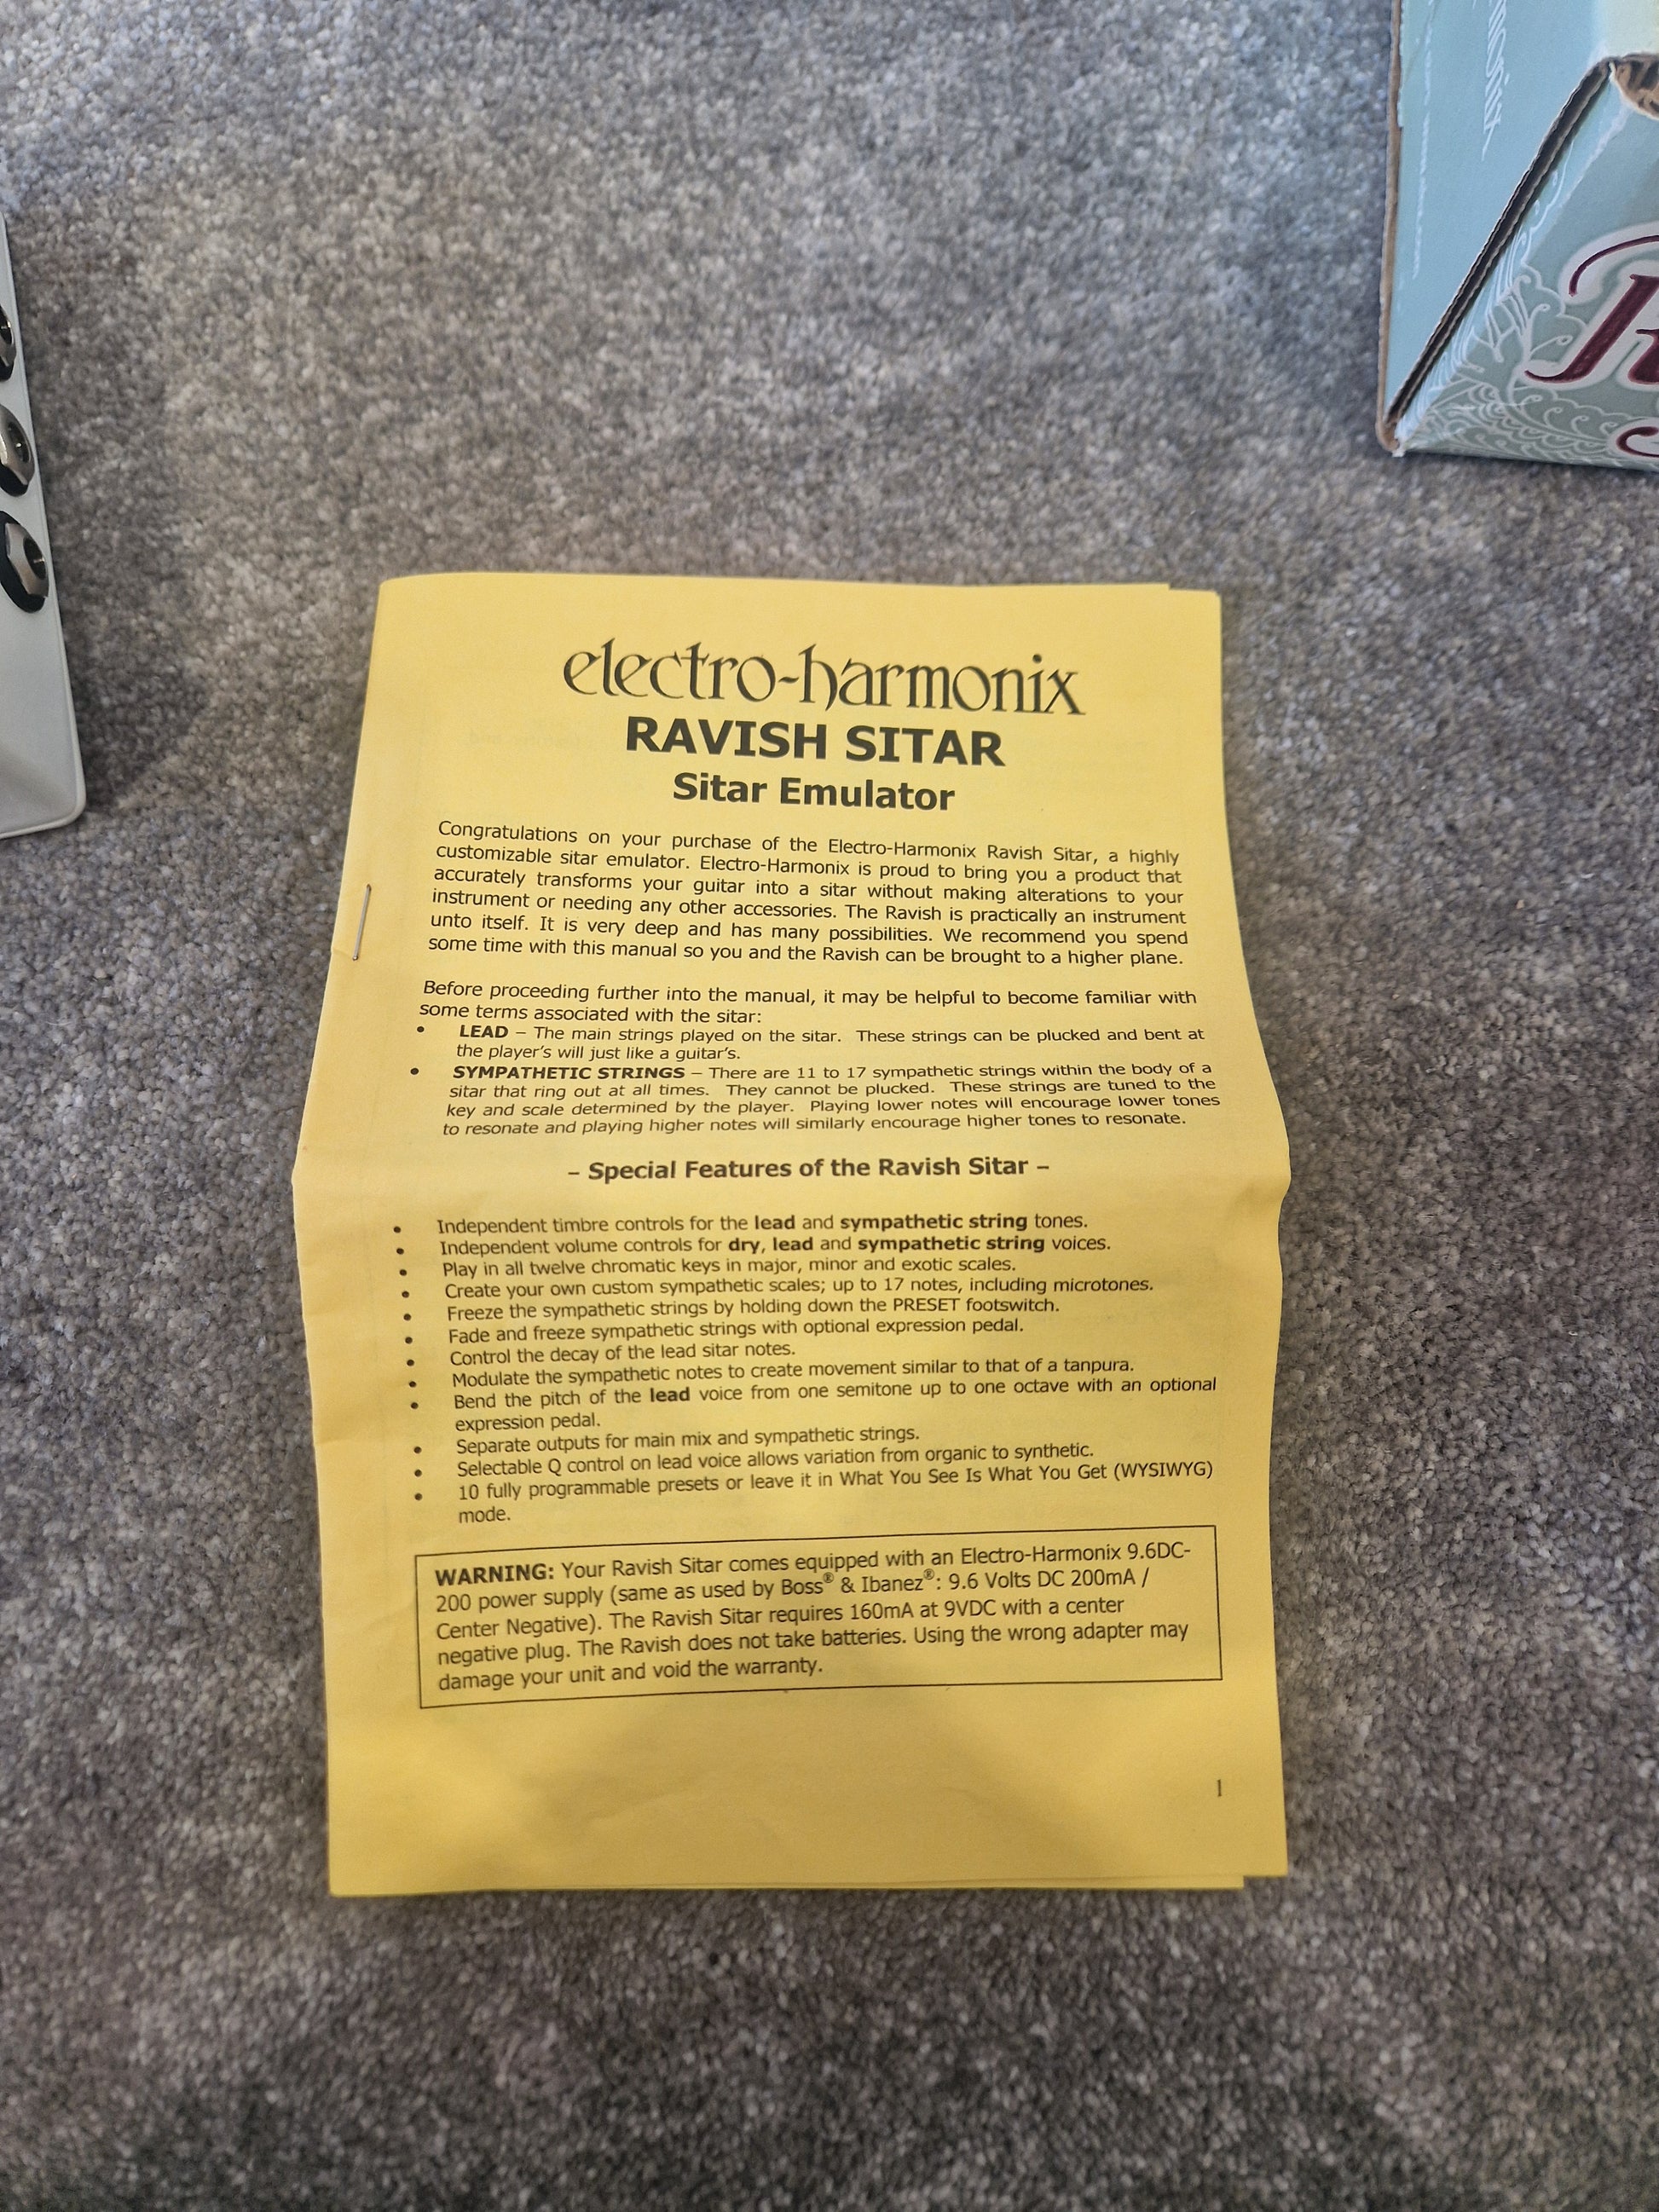 electro-harmonix
RAVISH SITAR
Sitar Emulator
Congratulations on your purchase of the Electro-Harmonix Ravish Sitar, a highly
customizable sitar emulator. Electro-Harmonix is proud to bring you a product that
accurately transforms your guitar into a sitar without making alterations to your
instrument or needing any other accessories. The Ravish is practically an instrument
unto itself. It is very deep and has many possibilities. We recommend you spend
some time with this manual so you and the Ravish can be brought to a higher plane.
Before proceeding further into the manual, it may be helpful to become familiar with
some terms associated with the sitar:
• LEAD – The main strings played on the sitar. These strings can be plucked and bent at
the player's will just like a guitar's.
• SYMPATHETIC STRINGS – There are 11 to 17 sympathetic strings within the body of a
sitar that ring out at all times. They cannot be plucked. These strings are tuned to the
key and scale determined by the player. Playing lower notes will encourage lower tones
to resonate and playing higher notes will similarly encourage higher tones to resonate.
– Special Features of the Ravish Sitar –
• Independent timbre controls for the lead and sympathetic string tones.
• Independent volume controls for dry, lead and sympathetic string voices.
• Play in all twelve chromatic keys in major, minor and exotic scales.
• Create your own custom sympathetic scales; up to 17 notes, including microtones.
• Freeze the sympathetic strings by holding down the PRESET footswitch.
• Fade and freeze sympathetic strings with optional expression pedal.
• Control the decay of the lead sitar notes.
• Modulate the sympathetic notes to create movement similar to that of a tanpura.
• Bend the pitch of the lead voice from one semitone up to one octave with an optional
expression pedal.
• Separate outputs for main mix and sympathetic strings.
• Selectable Q control on lead voice allows variation from organic to synthetic.
• 10 fully programmable presets or leave it in What You See Is What You Get (WYSIWYG)
mode.
WARNING: Your Ravish Sitar comes equipped with an Electro-Harmonix 9.6DC-
200 power supply (same as used by Boss® & Ibanez®: 9.6 Volts DC 200mA /
Center Negative). The Ravish Sitar requires 160mA at 9VDC with a center
negative plug. The Ravish does not take batteries. Using the wrong adapter may
damage your unit and void the warranty.
1